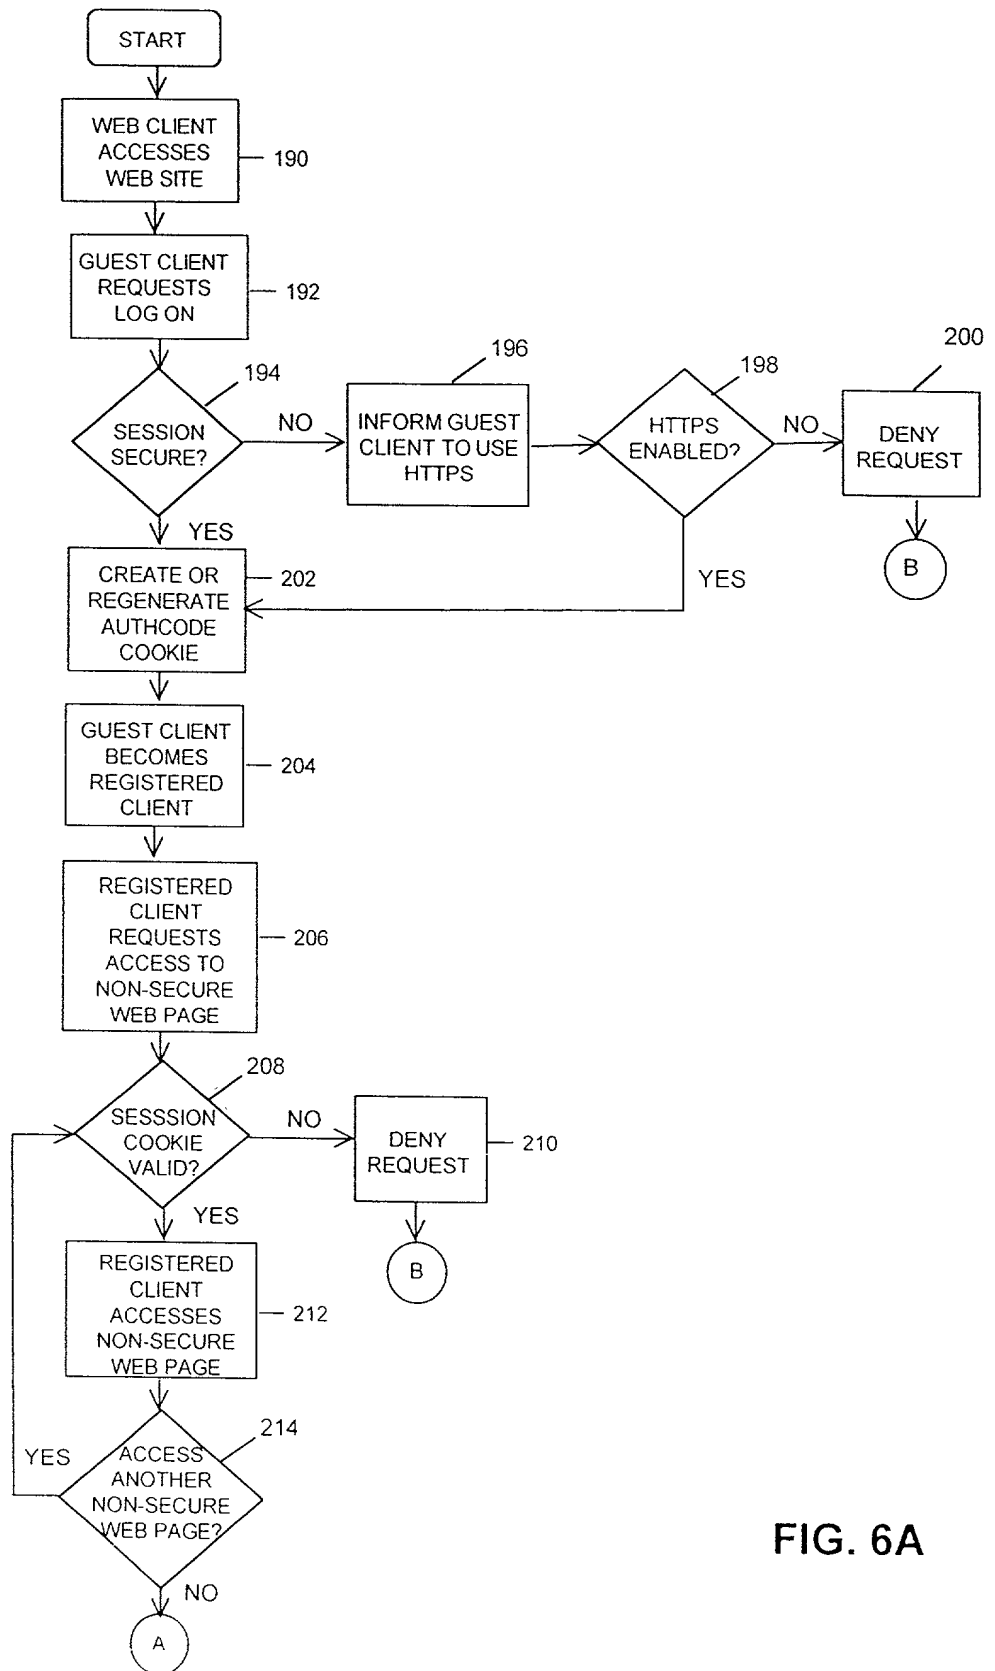 START
WEB CLIENT
ACCESSES
WEB SITE
190
GUEST CLIENT
REQUESTS
LOG ON
192
194
SESSION
SECURE?
NO
196
INFORM GUEST
CLIENT TO USE
HTTPS
198
HTTPS
ENABLED?
NO
200
DENY
REQUEST
B
YES
YES
CREATE OR
REGENERATE
AUTHCODE
COOKIE
202
GUEST CLIENT
BECOMES
REGISTERED
CLIENT
204
REGISTERED
CLIENT
REQUESTS
ACCESS TO
NON-SECURE
WEB PAGE
206
208
SESSSION
COOKIE
VALID?
NO
DENY
REQUEST
210
B
YES
REGISTERED
CLIENT
ACCESSES
NON-SECURE
WEB PAGE
212
214
YES
ACCESS
ANOTHER
NON-SECURE
WEB PAGE?
NO
A
FIG. 6A